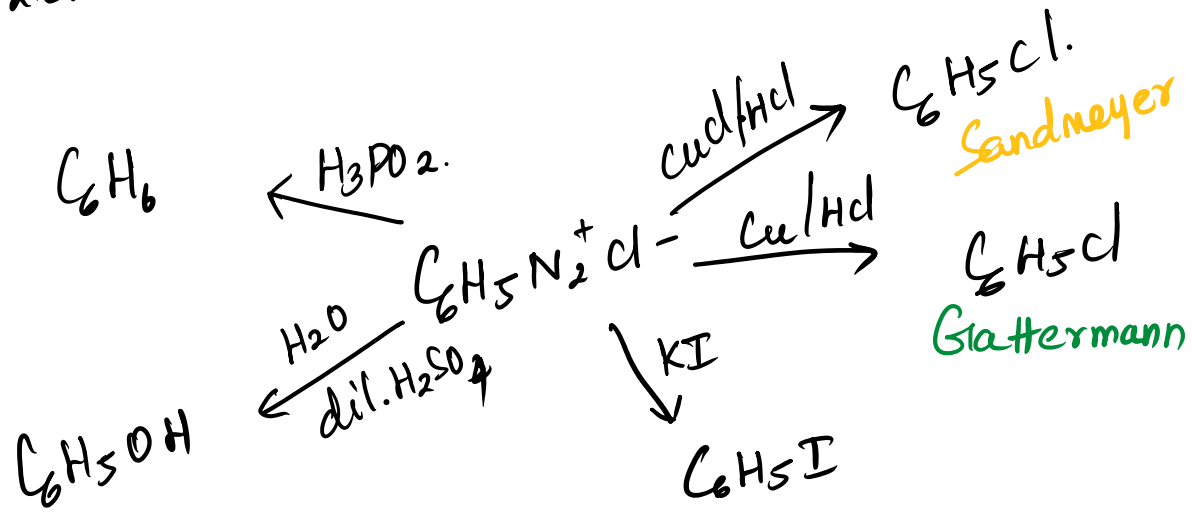 CuCl/HCl
C6H5Cl.
Sandmeyer
C6H6
H3PO2.
Cu/HCl
C6H5N2+Cl-
C6H5Cl
Gattermann
H2O
dil.H2SO4
KI
C6H5OH
C6H5I